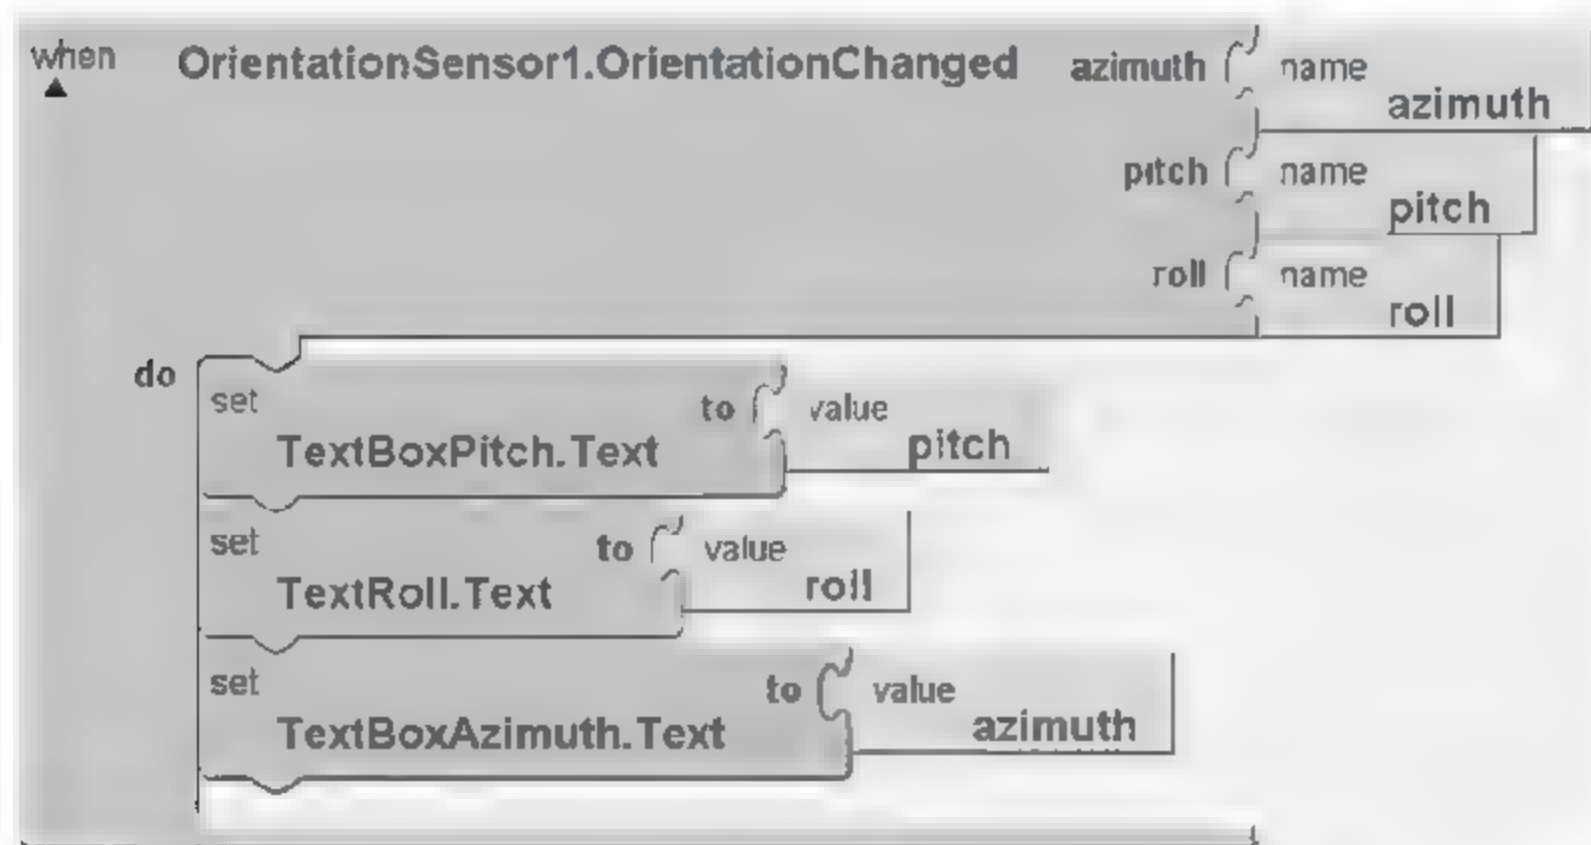 when OrientationSensor1.OrientationChanged azimuth name
azimuth
pitch name
pitch
roll name
roll
do
set to value
TextBoxPitch.Text pitch
set to value
TextRoll.Text roll
set to value
TextBoxAzimuth.Text azimuth